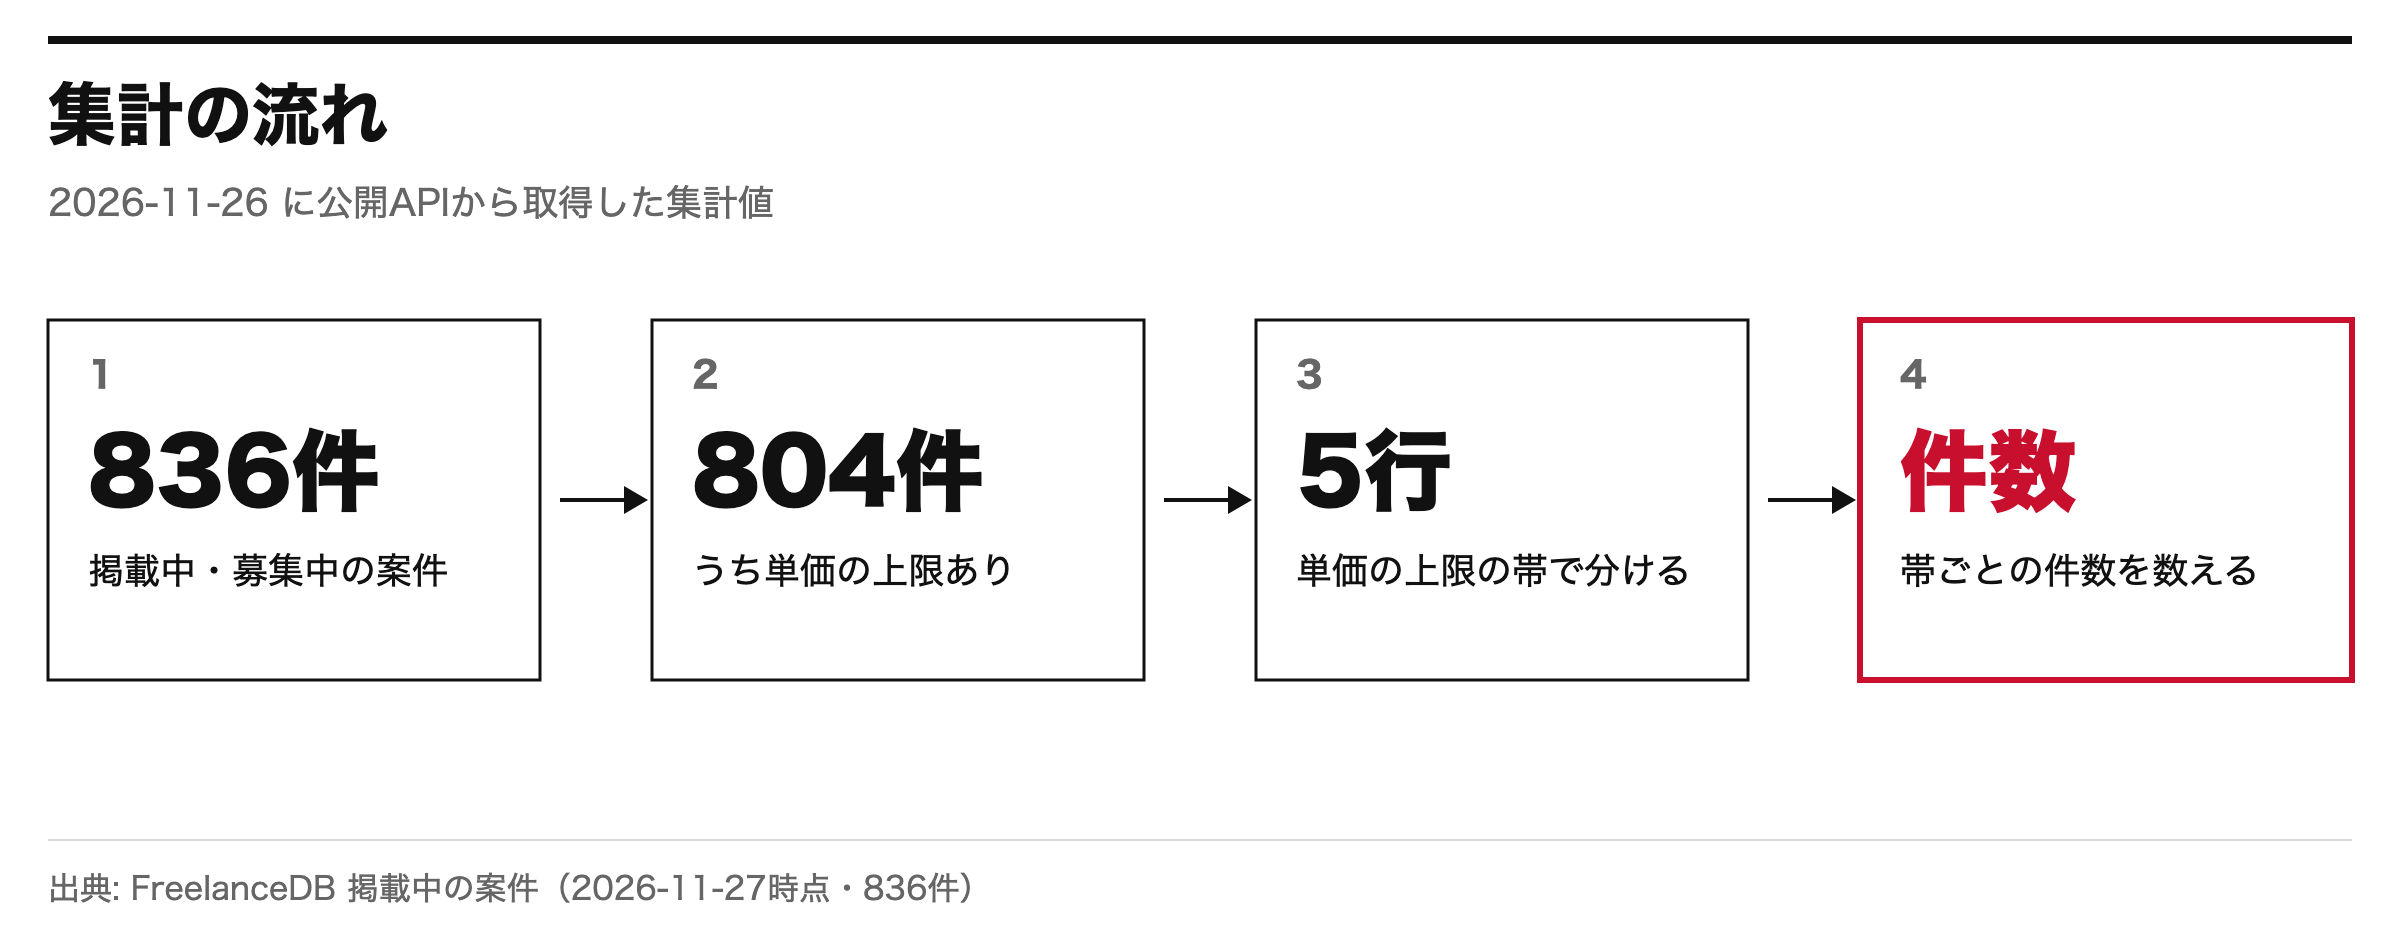 集計の流れ
2026-11-26 に公開APIから取得した集計値
1
836件
掲載中・募集中の案件
2
804件
うち単価の上限あり
3
5行
単価の上限の帯で分ける
4
件数
帯ごとの件数を数える
出典: FreelanceDB 掲載中の案件（2026-11-27時点・836件）